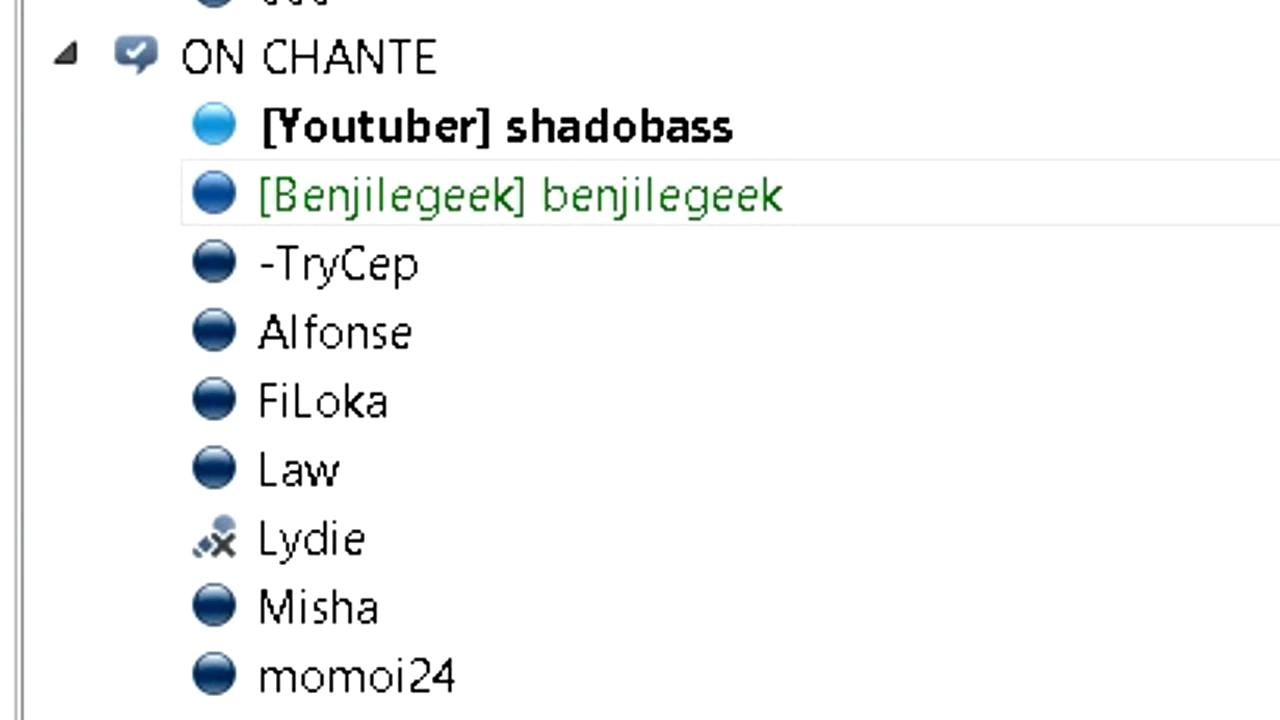 ON CHANTE
[Youtuber] shadobass
[Benjilegeek] benjilegeek
-TryCep
Alfonse
FiLoka
Law
Lydie
Misha
momoi24